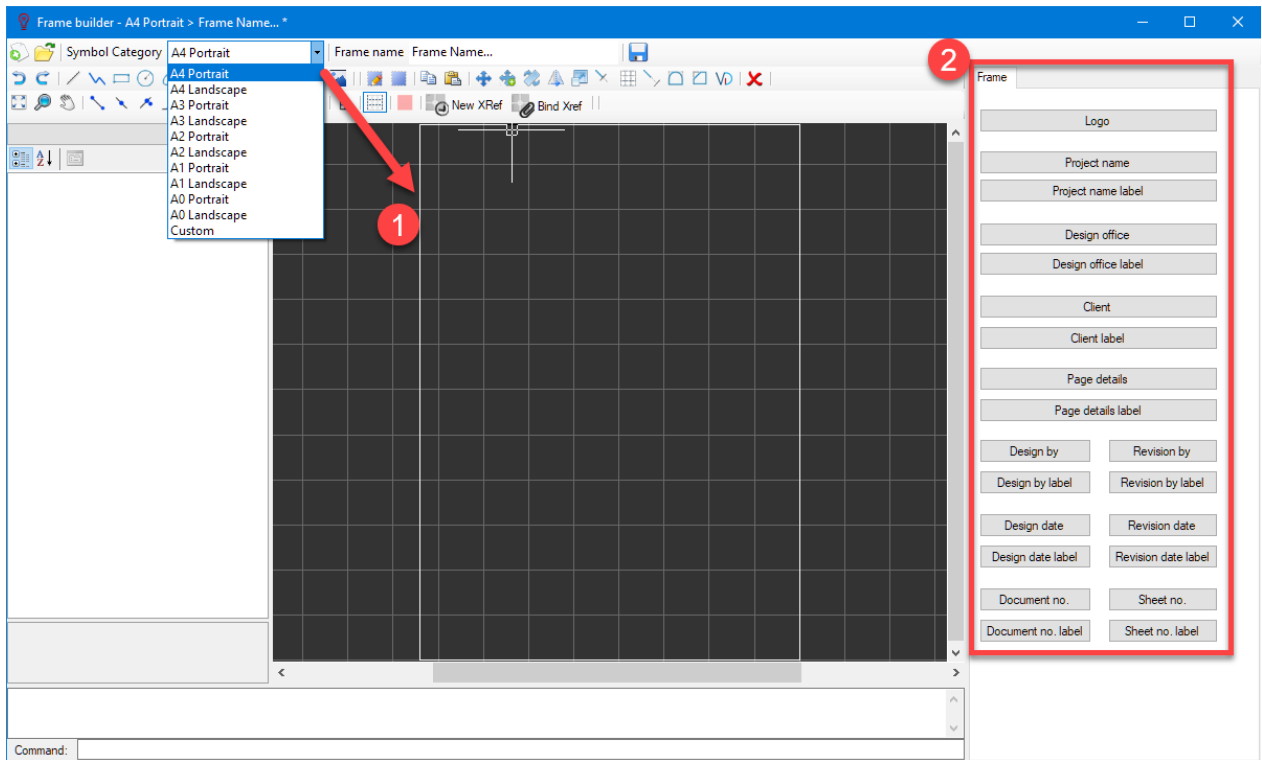 Frame builder - A4 Portrait > Frame Name... *
Symbol Category A4 Portrait Frame name Frame Name...
A4 Portrait
A4 Landscape
A3 Portrait
A3 Landscape
A2 Portrait
A2 Landscape
A1 Portrait
A1 Landscape
A0 Portrait
A0 Landscape
Custom
New XRef Bind Xref
1
2
Frame
Logo
Project name
Project name label
Design office
Design office label
Client
Client label
Page details
Page details label
Design by Revision by
Design by label Revision by label
Design date Revision date
Design date label Revision date label
Document no. Sheet no.
Document no. label Sheet no. label
Command: